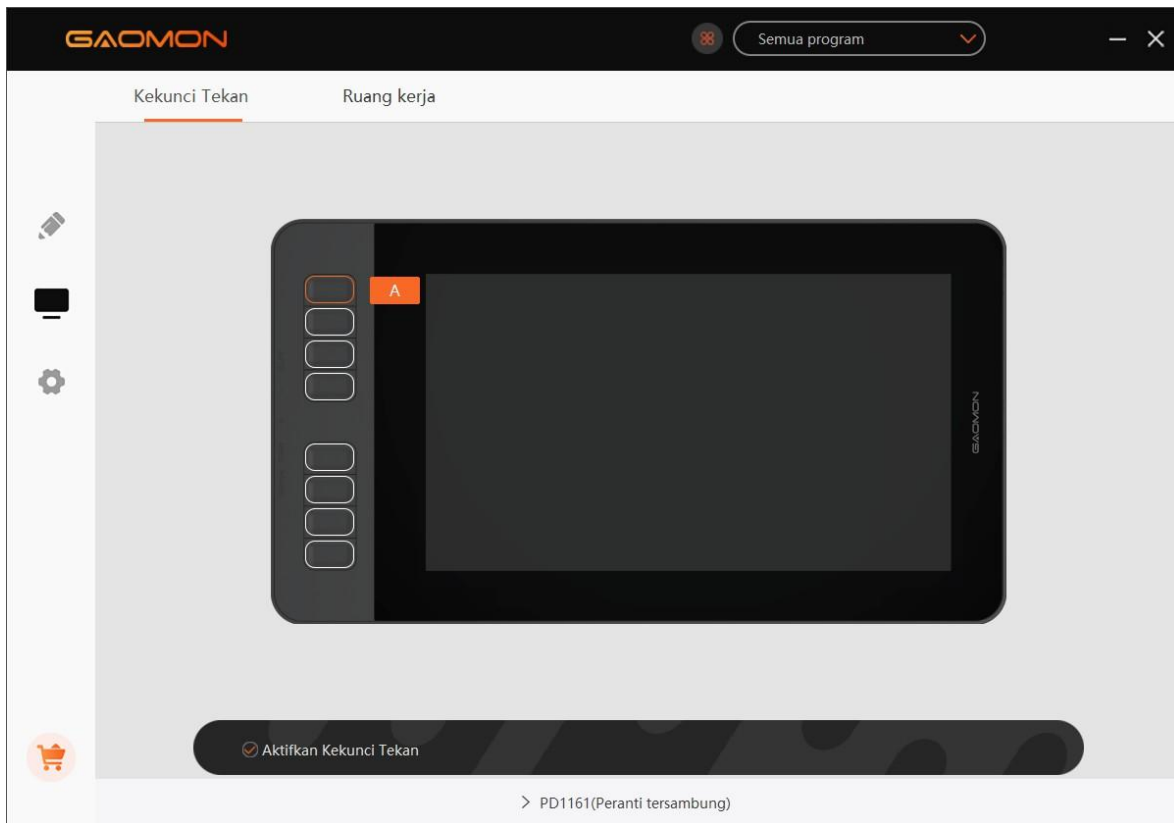 GAOMON
Semua program
Kekunci Tekan
Ruang kerja
A
GAOMON
Aktifkan Kekunci Tekan
PD1161(Peranti tersambung)